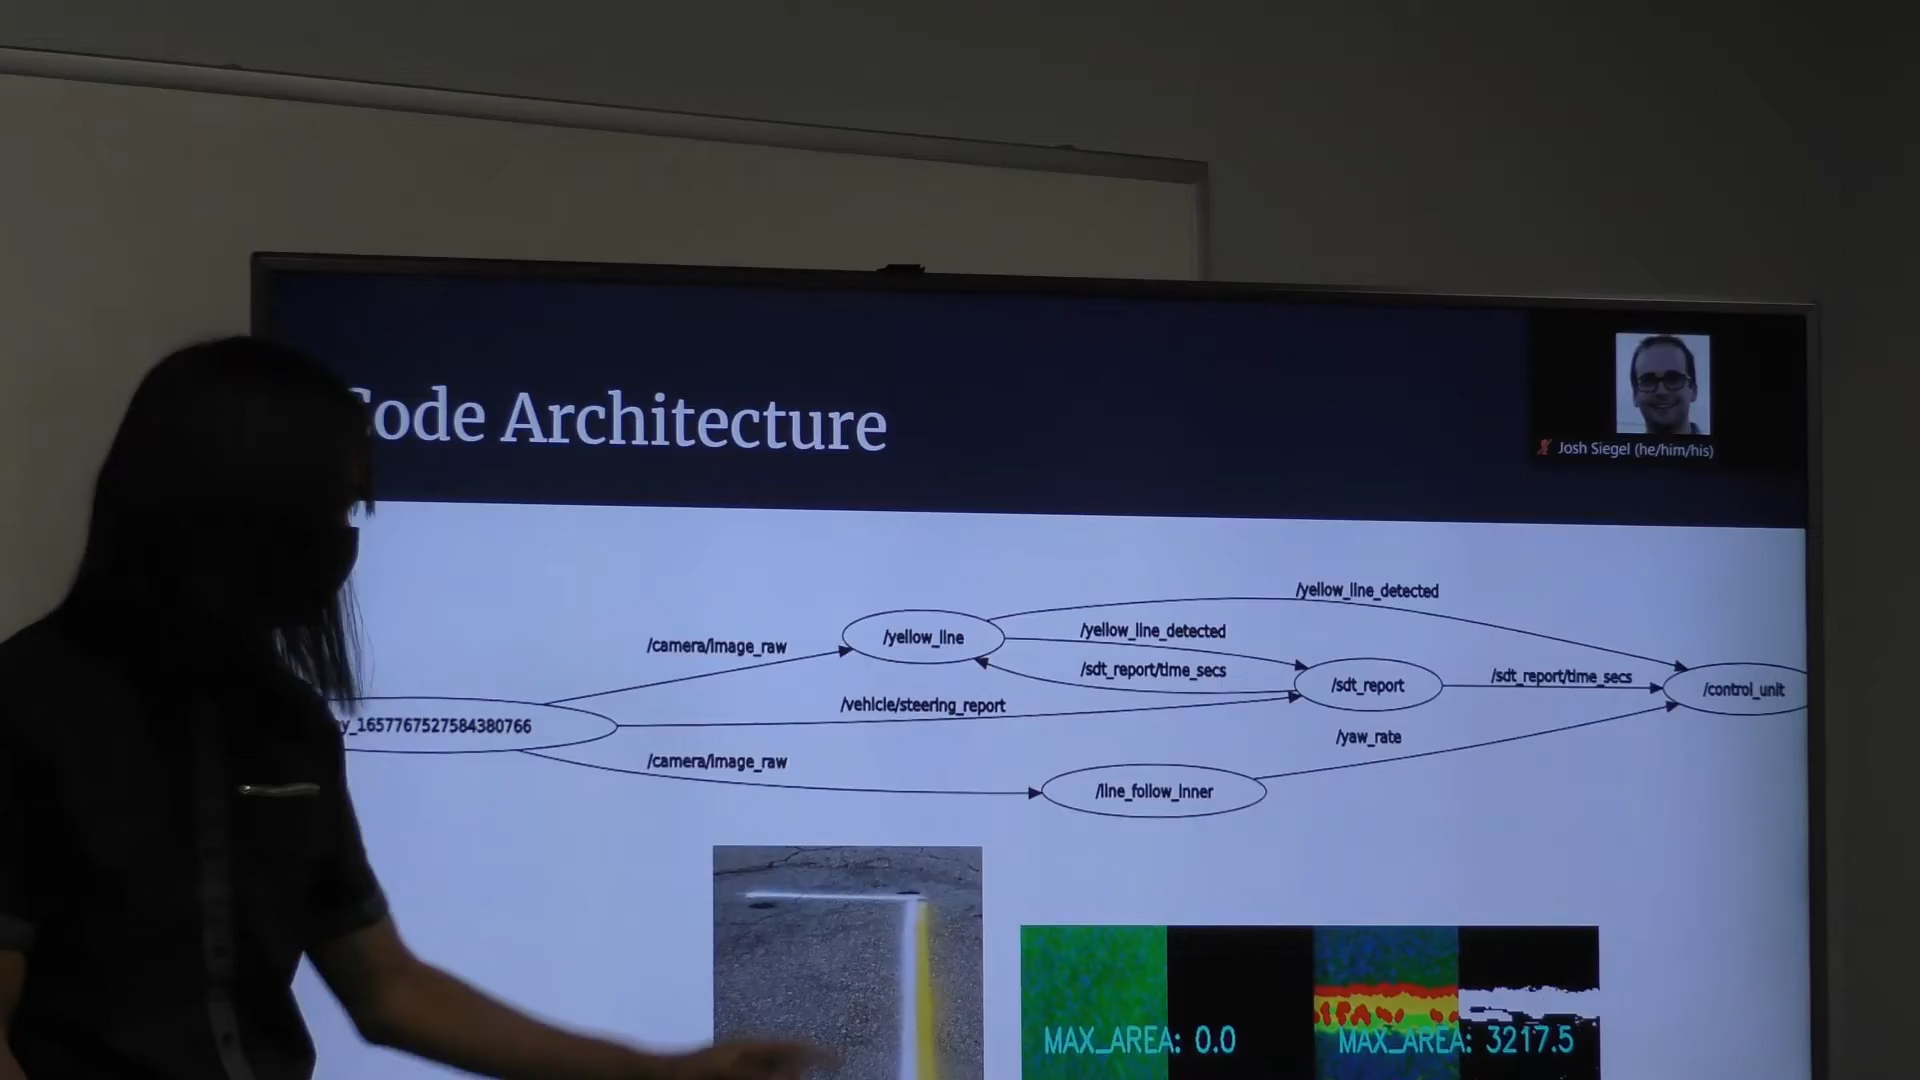 Code Architecture
Josh Siegel (he/him/his)
/yellow_line_detected
/camera/image_raw
/yellow_line
/yellow_line_detected
/sdt_report/time_secs
/sdt_report
/sdt_report/time_secs
/control_unit
/vehicle/steering_report
y_1657767527584380766
/yaw_rate
/camera/image_raw
/line_follow_inner
MAX_AREA: 0.0
MAX_AREA: 3217.5